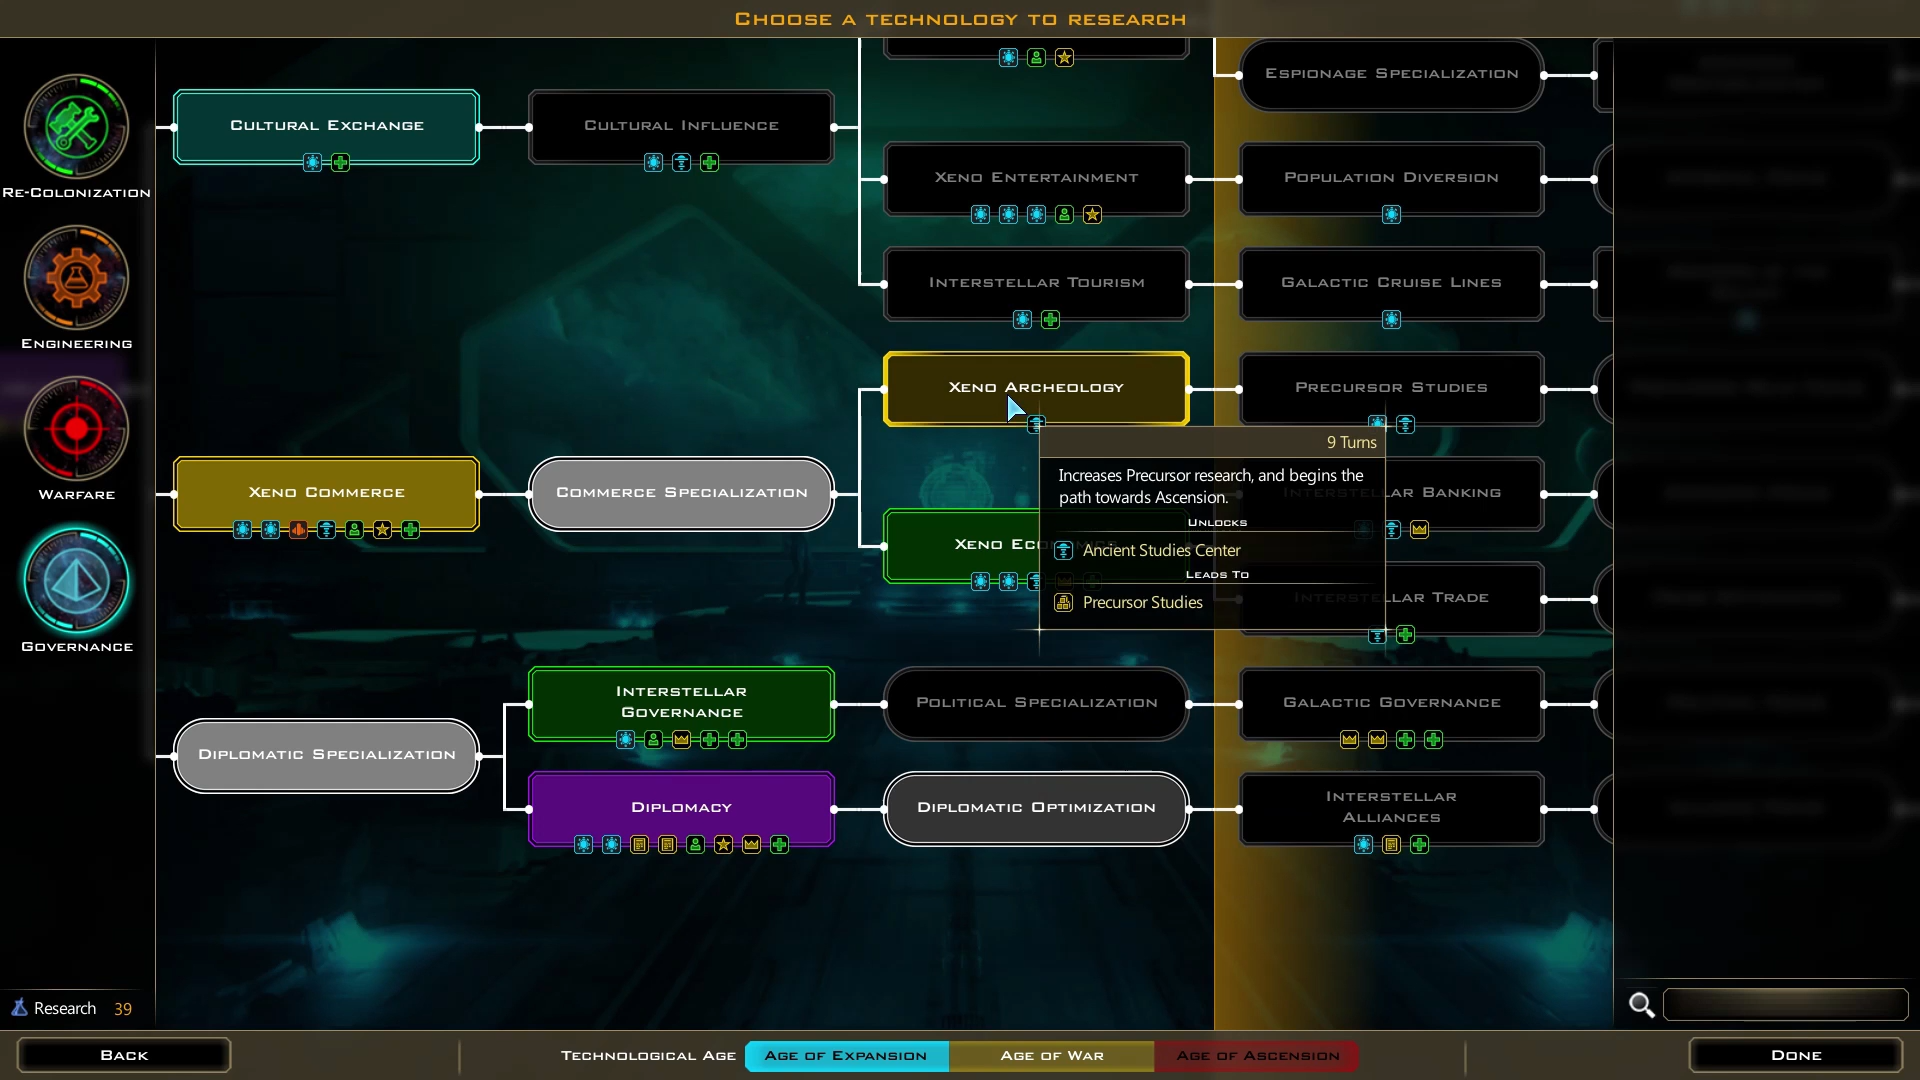 Choose a technology to research
Espionage Specialization
Cultural Exchange
Cultural Influence
Re-Colonization
Xeno Entertainment
Population Diversion
Interstellar Tourism
Galactic Cruise Lines
Engineering
Xeno Archeology
Precursor Studies
9 Turns
Increases Precursor research, and begins the
path towards Ascension.
Unlocks
Ancient Studies Center
Leads To
Precursor Studies
Warfare
Xeno Commerce
Commerce Specialization
Interstellar Banking
Xeno Economics
Interstellar Trade
Governance
Interstellar
Governance
Political Specialization
Galactic Governance
Diplomatic Specialization
Diplomacy
Diplomatic Optimization
Interstellar
Alliances
Research 39
Back
Technological Age
Age of Expansion
Age of War
Age of Ascension
Done